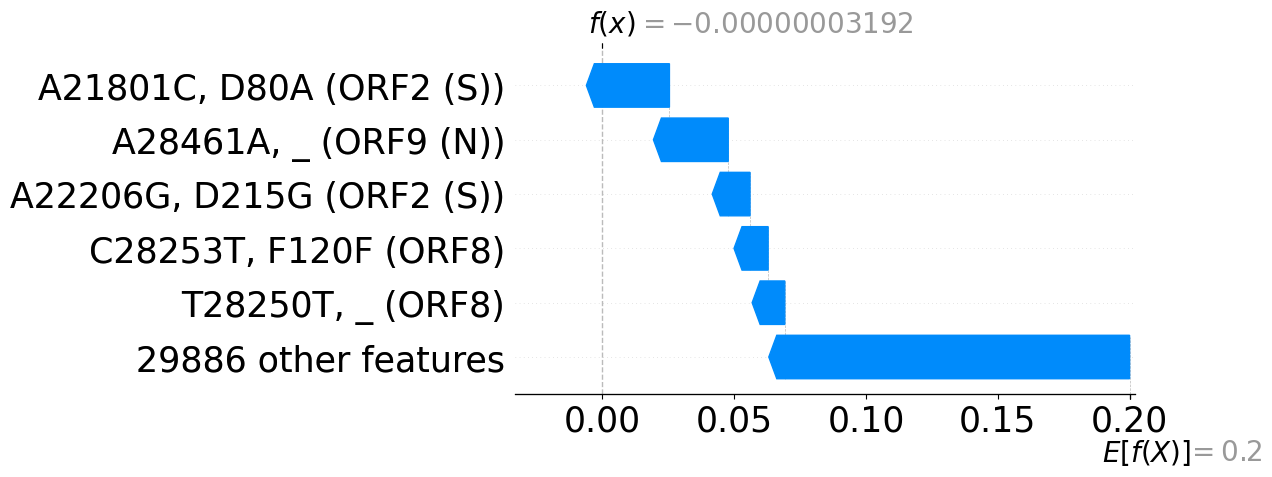 f(x) = −0.00000003192
A21801C, D80A (ORF2 (S))
A28461A, _ (ORF9 (N))
A22206G, D215G (ORF2 (S))
C28253T, F120F (ORF8)
T28250T, _ (ORF8)
29886 other features
0.00 0.05 0.10 0.15 0.20
E[f(X)] = 0.2